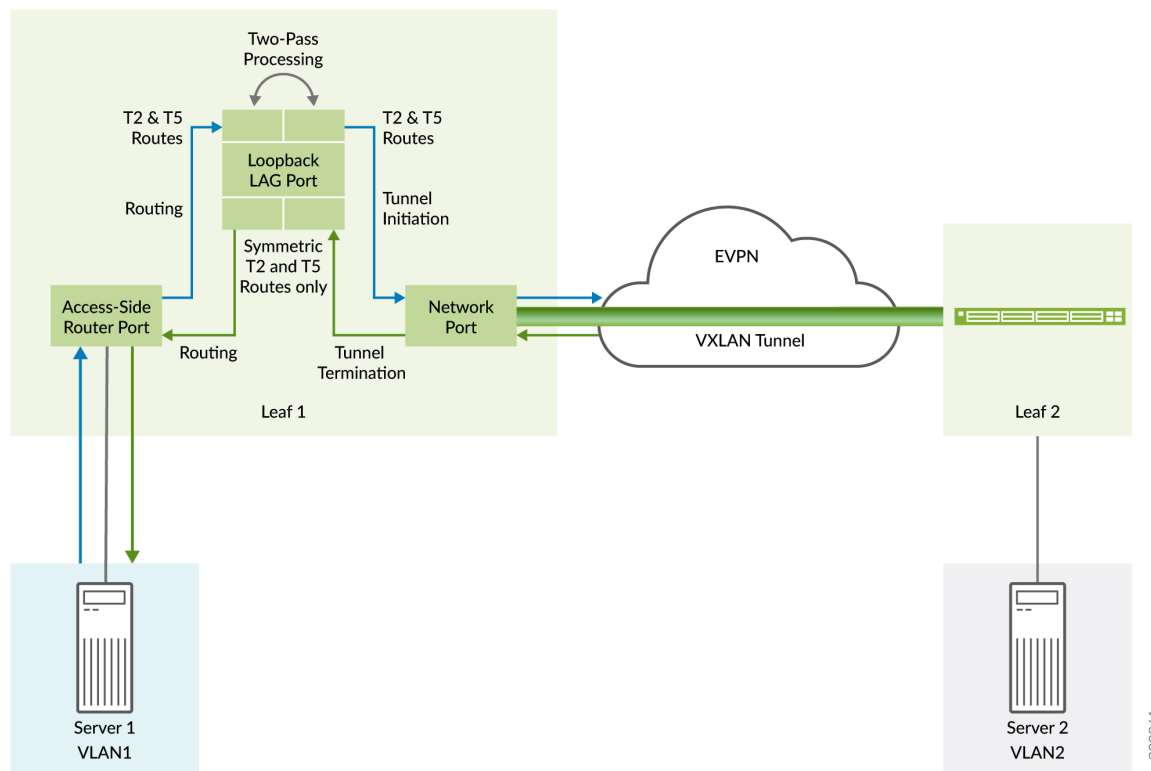 Two-Pass
Processing
T2 & T5
Routes
T2 & T5
Routes
Loopback
LAG Port
Routing
Tunnel
Initiation
Symmetric
T2 and T5
Routes only
EVPN
Access-Side
Router Port
Network
Port
VXLAN Tunnel
Routing
Tunnel
Termination
Leaf 1
Leaf 2
Server 1
VLAN1
Server 2
VLAN2